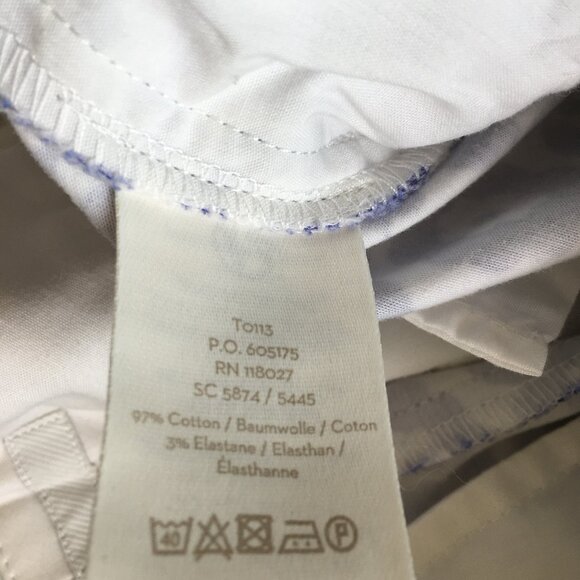 T0113
P.O. 605175
RN 118027
SC 5874 / 5445
97% Cotton / Baumwolle / Coton
3% Elastane / Elasthan /
Élasthanne
40 P